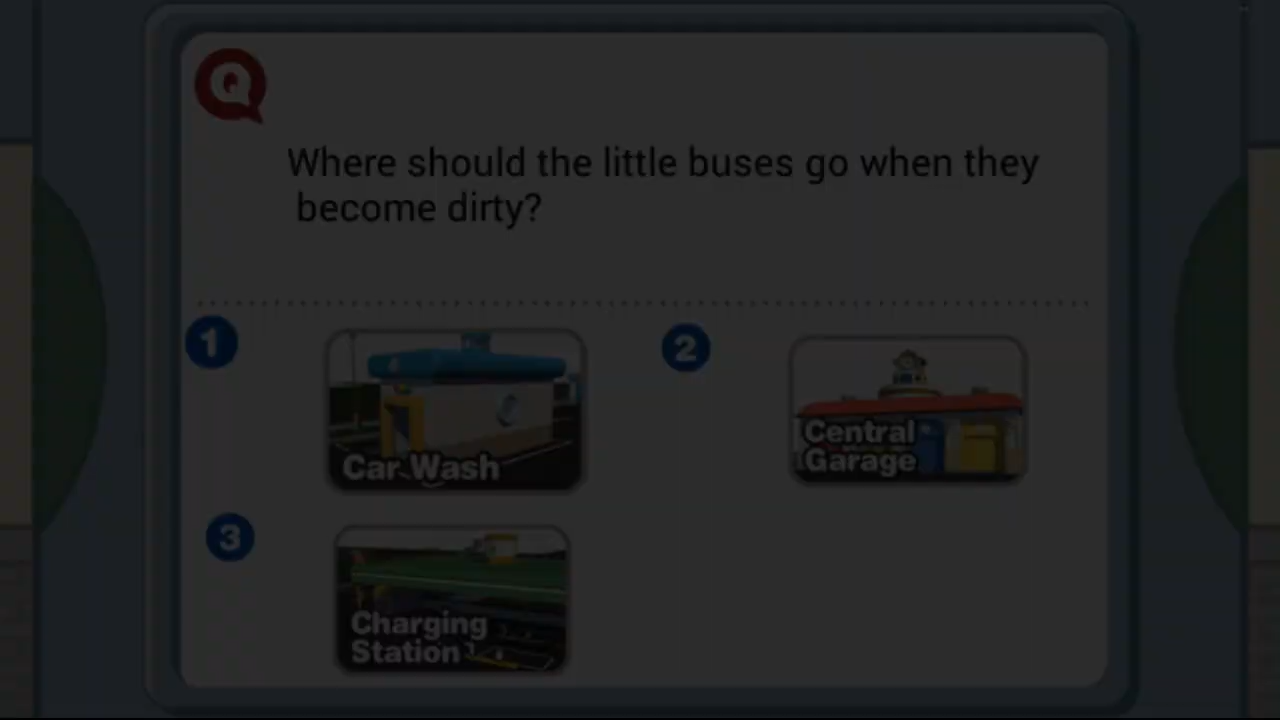 Q
Where should the little buses go when they
become dirty?
1
Car Wash
2
Central
Garage
3
Charging
Station